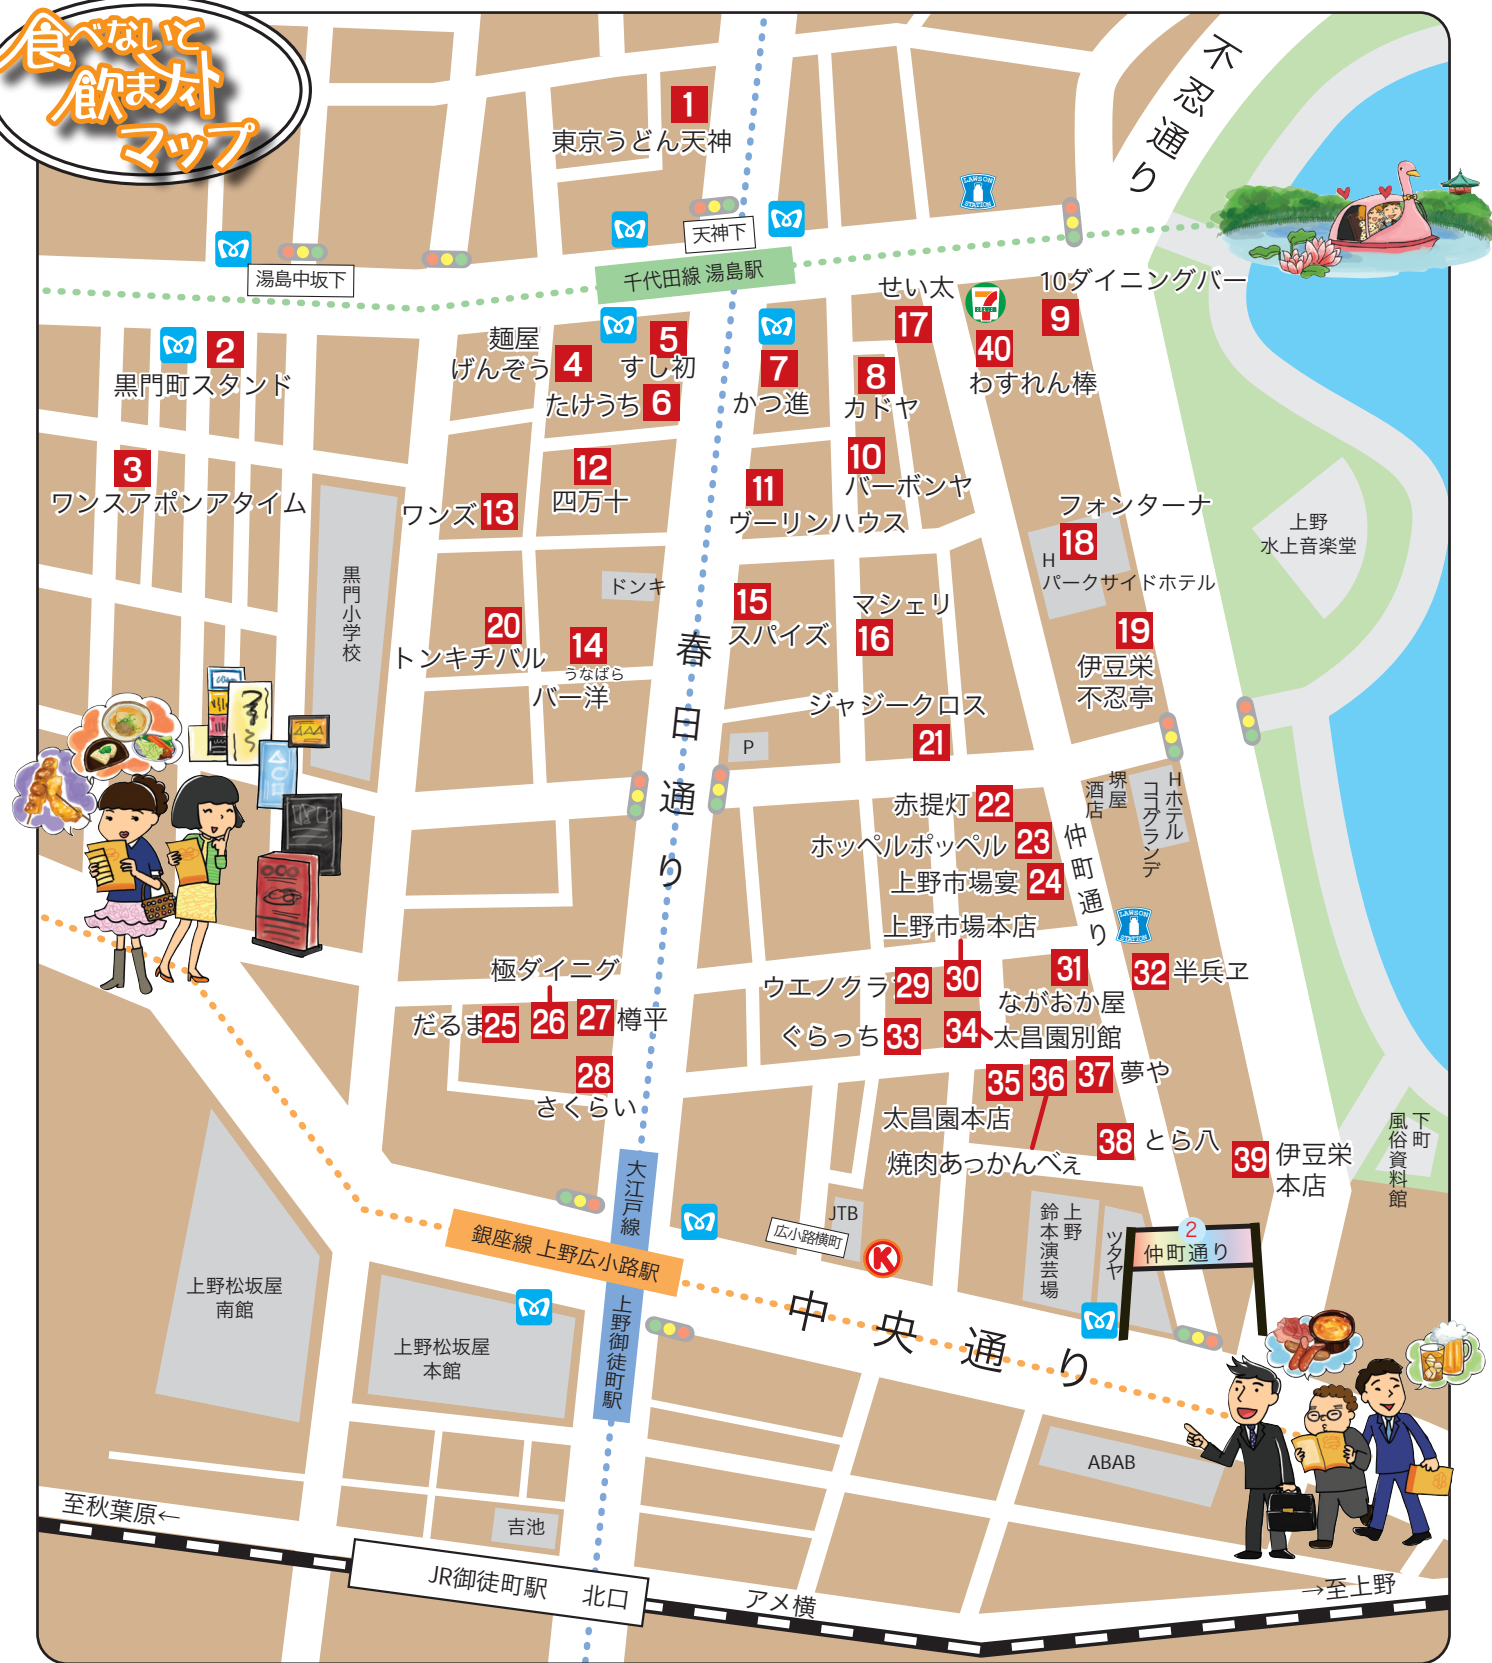 食べないと
飲まナイト
マップ
不忍通り
1
東京うどん天神
LAWSON
STATION
天神下
千代田線 湯島駅
湯島中坂下
せい太
17
7
40
わすれん棒
10ダイニングバー
9
2
黒門町スタンド
麺屋
げんぞう
4
5
すし初
たけうち
6
7
かつ進
8
カドヤ
3
ワンスアポンアタイム
12
四万十
ワンズ
13
10
バーボンヤ
11
ヴーリンハウス
フォンターナ
18
H
パークサイドホテル
上野
水上音楽堂
黒門小学校
ドンキ
15
スパイズ
マシェリ
16
19
伊豆栄
不忍亭
20
トンキチバル
14
うなばら
バー洋
春日通り
ジャジークロス
21
P
赤提灯
22
ホッペルポッペル
23
上野市場宴
24
仲町通り
堺屋
酒店
Hホテル
ココグランデ
上野市場本店
30
LAWSON
STATION
31
ながおか屋
32
半兵ヱ
極ダイニング
だるま
25
26
27
樽平
28
さくらい
ウエノクラ
29
ぐらっち
33
34
太昌園別館
35
36
37
夢や
太昌園本店
焼肉あっかんべぇ
38
とら八
39
伊豆栄
本店
下町
風俗資料館
大江戸線
上野御徒町駅
銀座線 上野広小路駅
JTB
広小路横町
K
上野
鈴本演芸場
ツタヤ
2
仲町通り
上野松坂屋
南館
上野松坂屋
本館
中央通り
ABAB
吉池
至秋葉原←
JR御徒町駅 北口
アメ横
→至上野